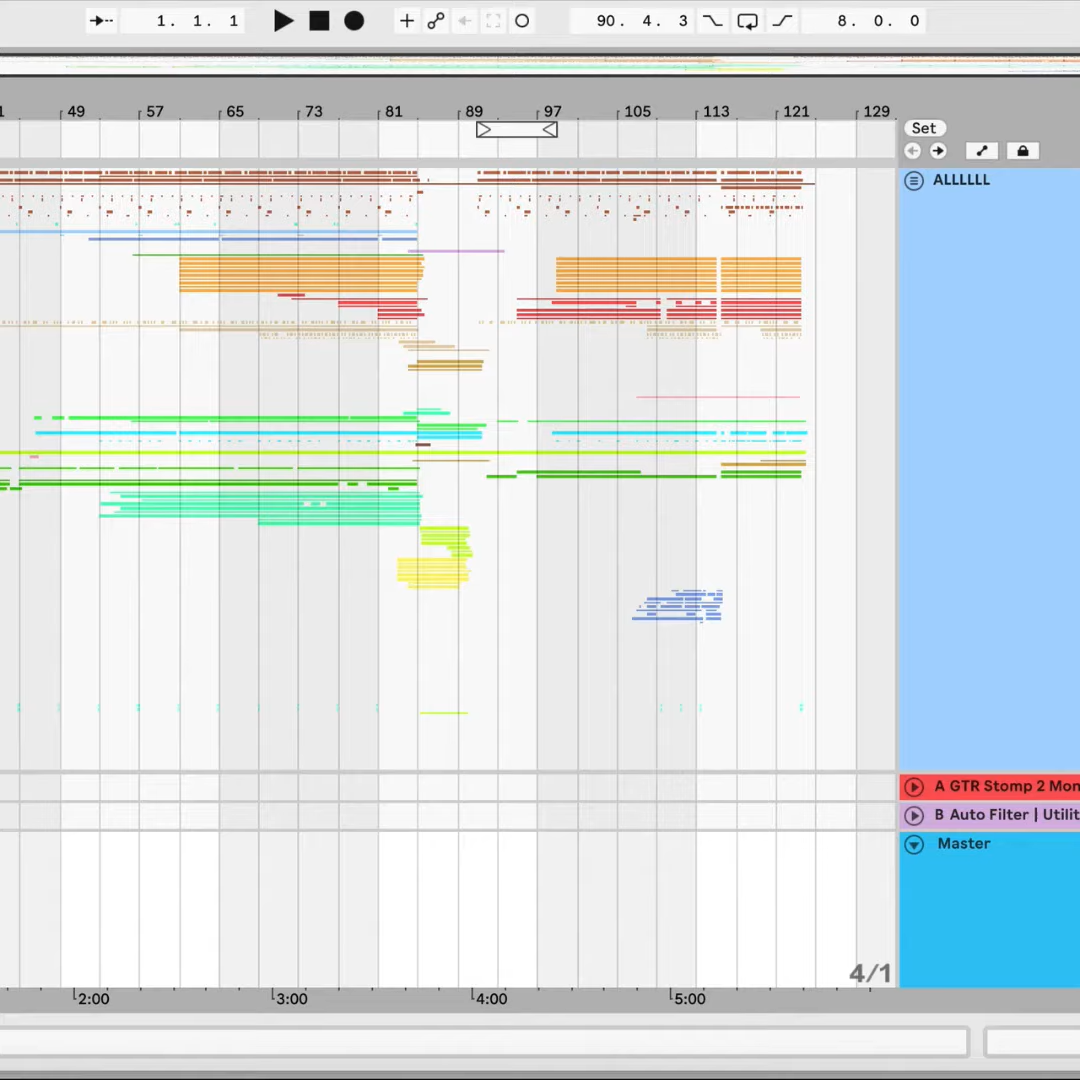 1. 1. 1
90. 4. 3
8. 0. 0
49 57 65 73 81 89 97 105 113 121 129
Set
ALLLLLL
A GTR Stomp 2 Mon
B Auto Filter | Utilit
Master
4/1
2:00 3:00 4:00 5:00